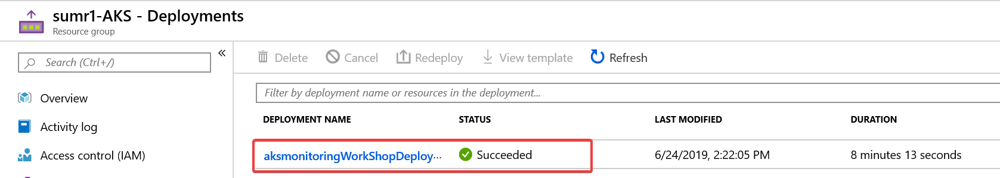 sumr1-AKS - Deployments
Resource group
Search (Ctrl+/)
«
Delete
Cancel
Redeploy
View template
Refresh
Overview
Activity log
Access control (IAM)
Filter by deployment name or resources in the deployment...
DEPLOYMENT NAME STATUS LAST MODIFIED DURATION
aksmonitoringWorkShopDeploy... Succeeded 6/24/2019, 2:22:05 PM 8 minutes 13 seconds